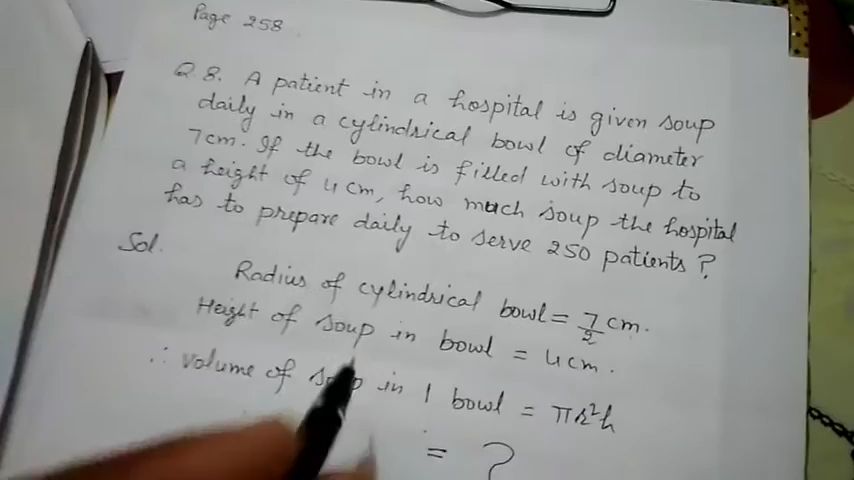 Page 258
Q 8. A patient in a hospital is given soup
daily in a cylindrical bowl of diameter
7cm. If the bowl is filled with soup to
a height of 4 cm, how much soup the hospital
has to prepare daily to serve 250 patients?
Sol.
Radius of cylindrical bowl = 7/2 cm.
Height of soup in bowl = 4cm.
∴ volume of soup in 1 bowl = πr²h
= ?